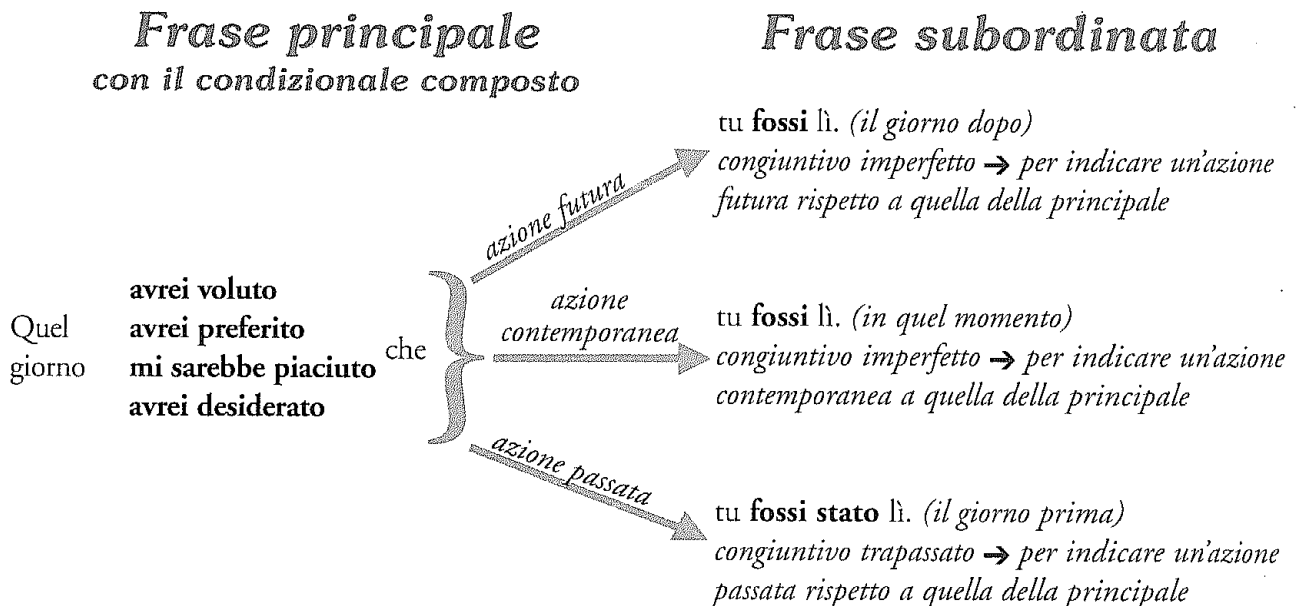 Frase principale
con il condizionale composto
Quel
giorno
avrei voluto
avrei preferito
mi sarebbe piaciuto
avrei desiderato
che
azione futura
azione
contemporanea
azione passata
Frase subordinata
tu fossi lì. (il giorno dopo)
congiuntivo imperfetto ➔ per indicare un'azione
futura rispetto a quella della principale
tu fossi lì. (in quel momento)
congiuntivo imperfetto ➔ per indicare un'azione
contemporanea a quella della principale
tu fossi stato lì. (il giorno prima)
congiuntivo trapassato ➔ per indicare un'azione
passata rispetto a quella della principale